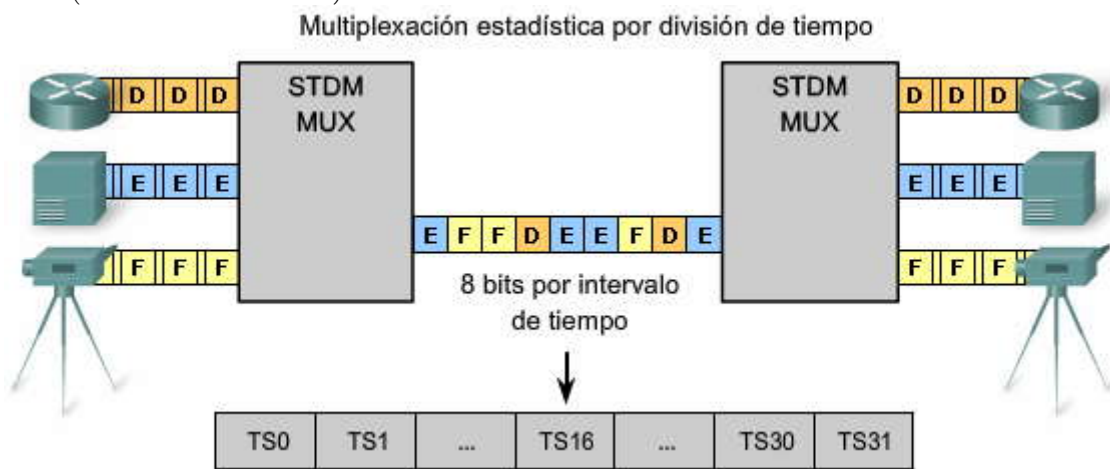 Multiplexación estadística por división de tiempo
D D D
STDM
MUX
STDM
MUX
D D D
E E E
E E E
E F F D E E F D E
F F F
F F F
8 bits por intervalo
de tiempo
TS0 TS1 ... TS16 ... TS30 TS31